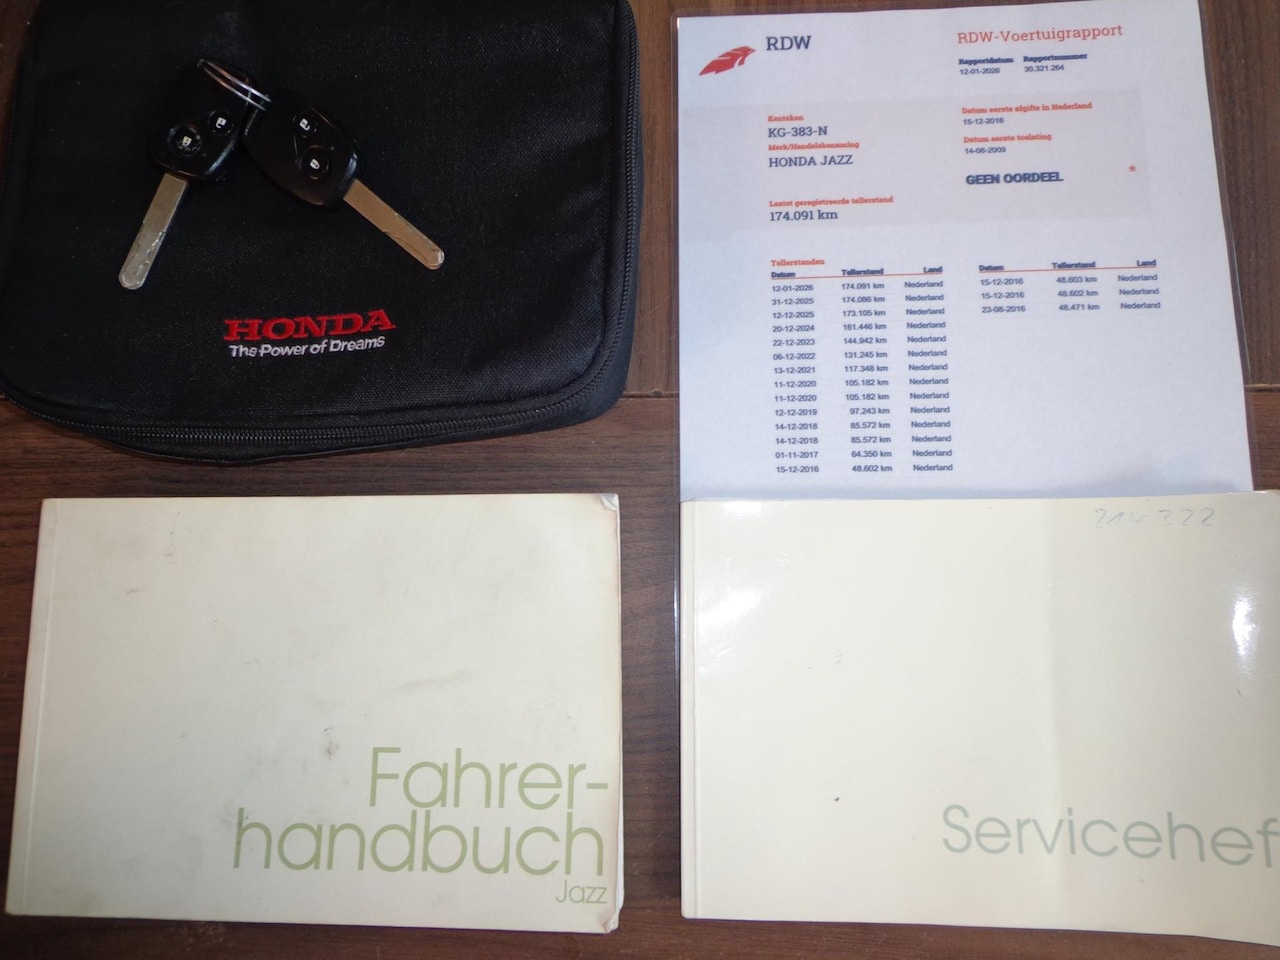 HONDA
The Power of Dreams
RDW
RDW-Voertuigrapport
Rapportdatum Rapportnummer
12-01-2026 30.321.264
Kenteken
KG-383-N
Merk/Handelsbenaming
HONDA JAZZ
Datum eerste afgifte in Nederland
15-12-2016
Datum eerste toelating
14-08-2009
GEEN OORDEEL *
Laatst geregistreerde tellerstand
174.091 km
Tellerstanden
Datum Tellerstand Land
12-01-2026 174.091 km Nederland
31-12-2025 174.086 km Nederland
12-12-2025 173.105 km Nederland
20-12-2024 161.446 km Nederland
22-12-2023 144.942 km Nederland
06-12-2022 131.245 km Nederland
13-12-2021 117.348 km Nederland
11-12-2020 105.182 km Nederland
11-12-2020 105.182 km Nederland
12-12-2019 97.243 km Nederland
14-12-2018 85.572 km Nederland
14-12-2018 85.572 km Nederland
01-11-2017 64.350 km Nederland
15-12-2016 48.602 km Nederland
Datum Tellerstand Land
15-12-2016 48.603 km Nederland
15-12-2016 48.602 km Nederland
23-08-2016 48.471 km Nederland
Fahrer-
handbuch
Jazz
Servicehef